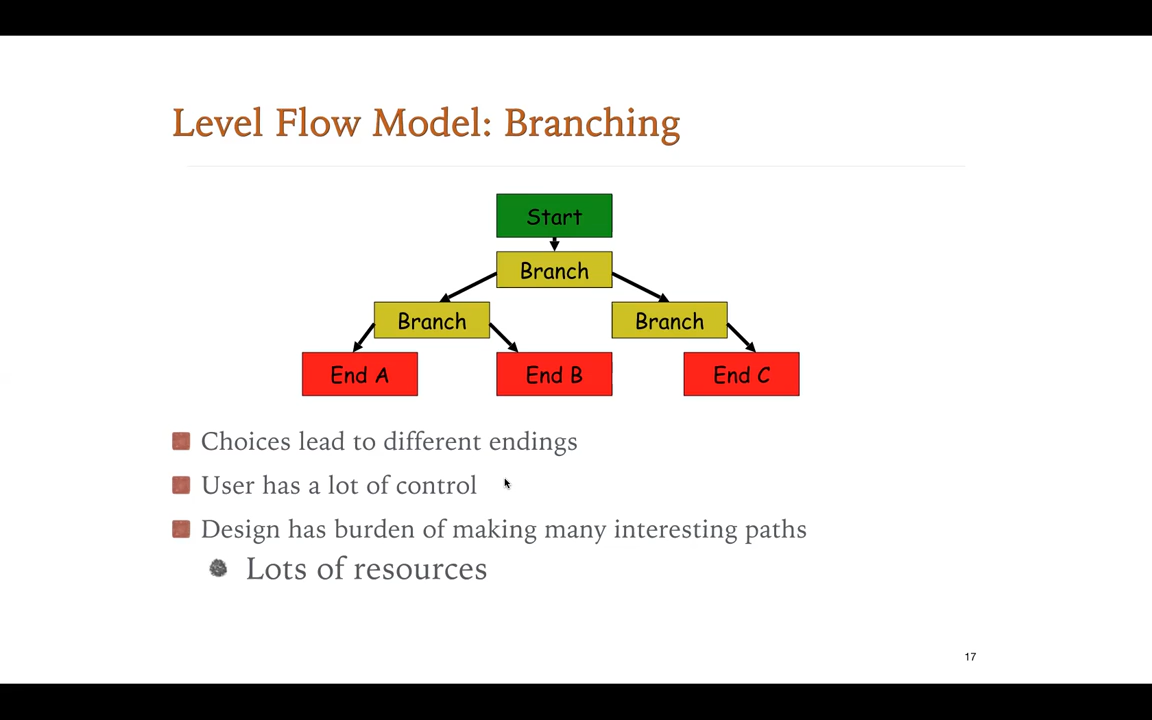 Level Flow Model: Branching
Start
Branch
Branch
Branch
End A
End B
End C
Choices lead to different endings
User has a lot of control
Design has burden of making many interesting paths
Lots of resources
17